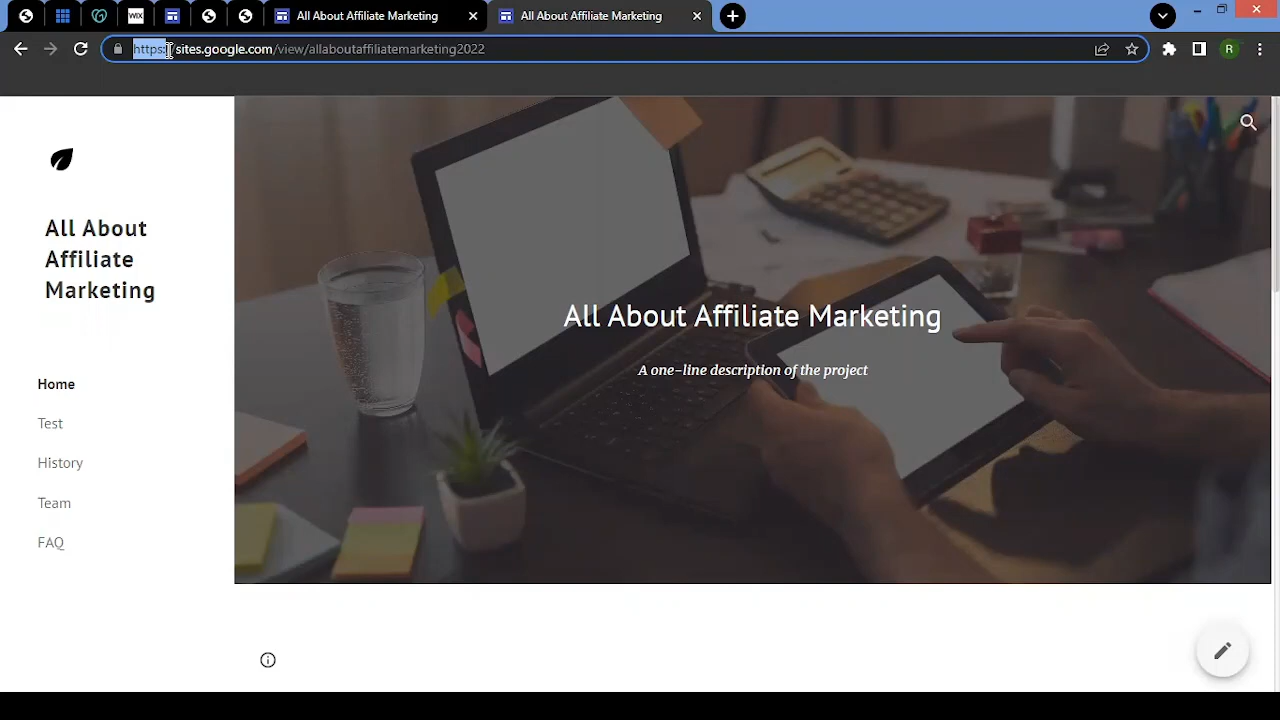 WIX
All About Affiliate Marketing
All About Affiliate Marketing
https://sites.google.com/view/allaboutaffiliatemarketing2022
R
All About
Affiliate
Marketing
Home
Test
History
Team
FAQ
All About Affiliate Marketing
A one-line description of the project